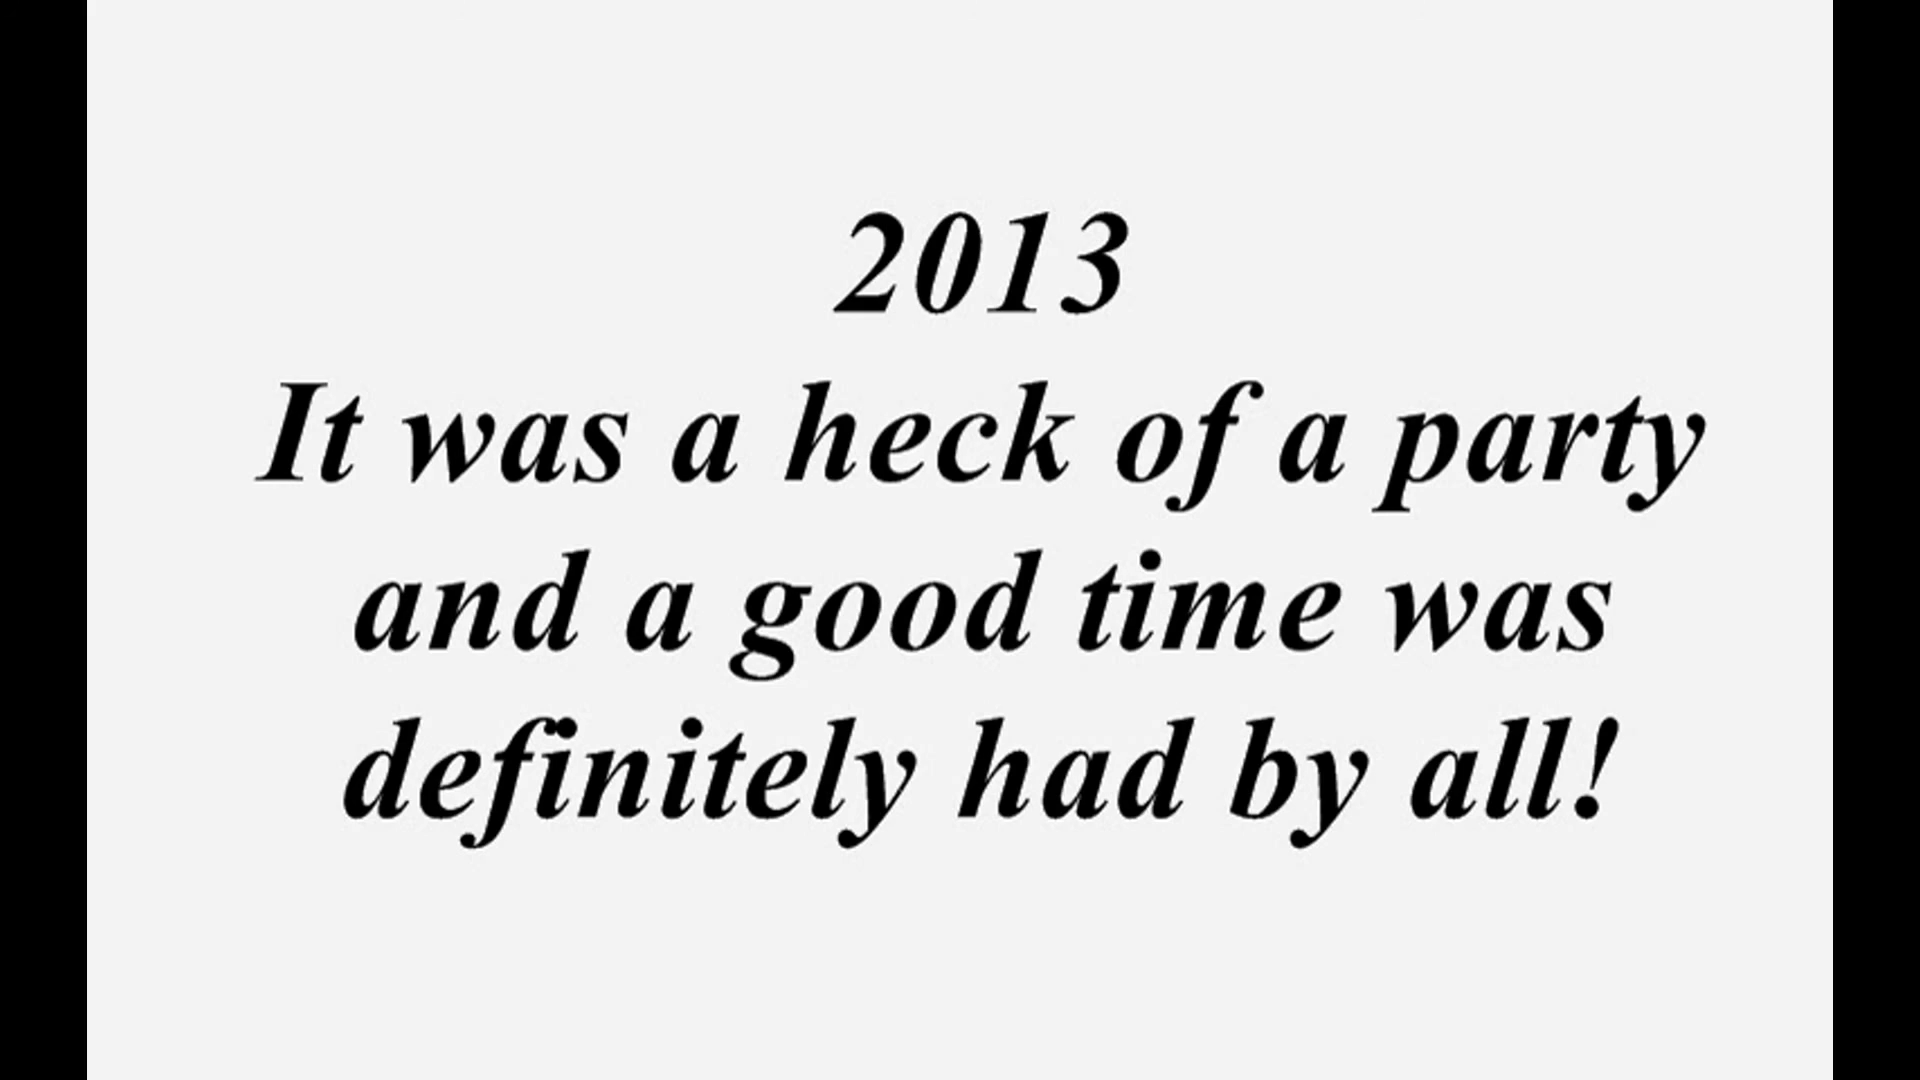 2013
It was a heck of a party
and a good time was
definitely had by all!